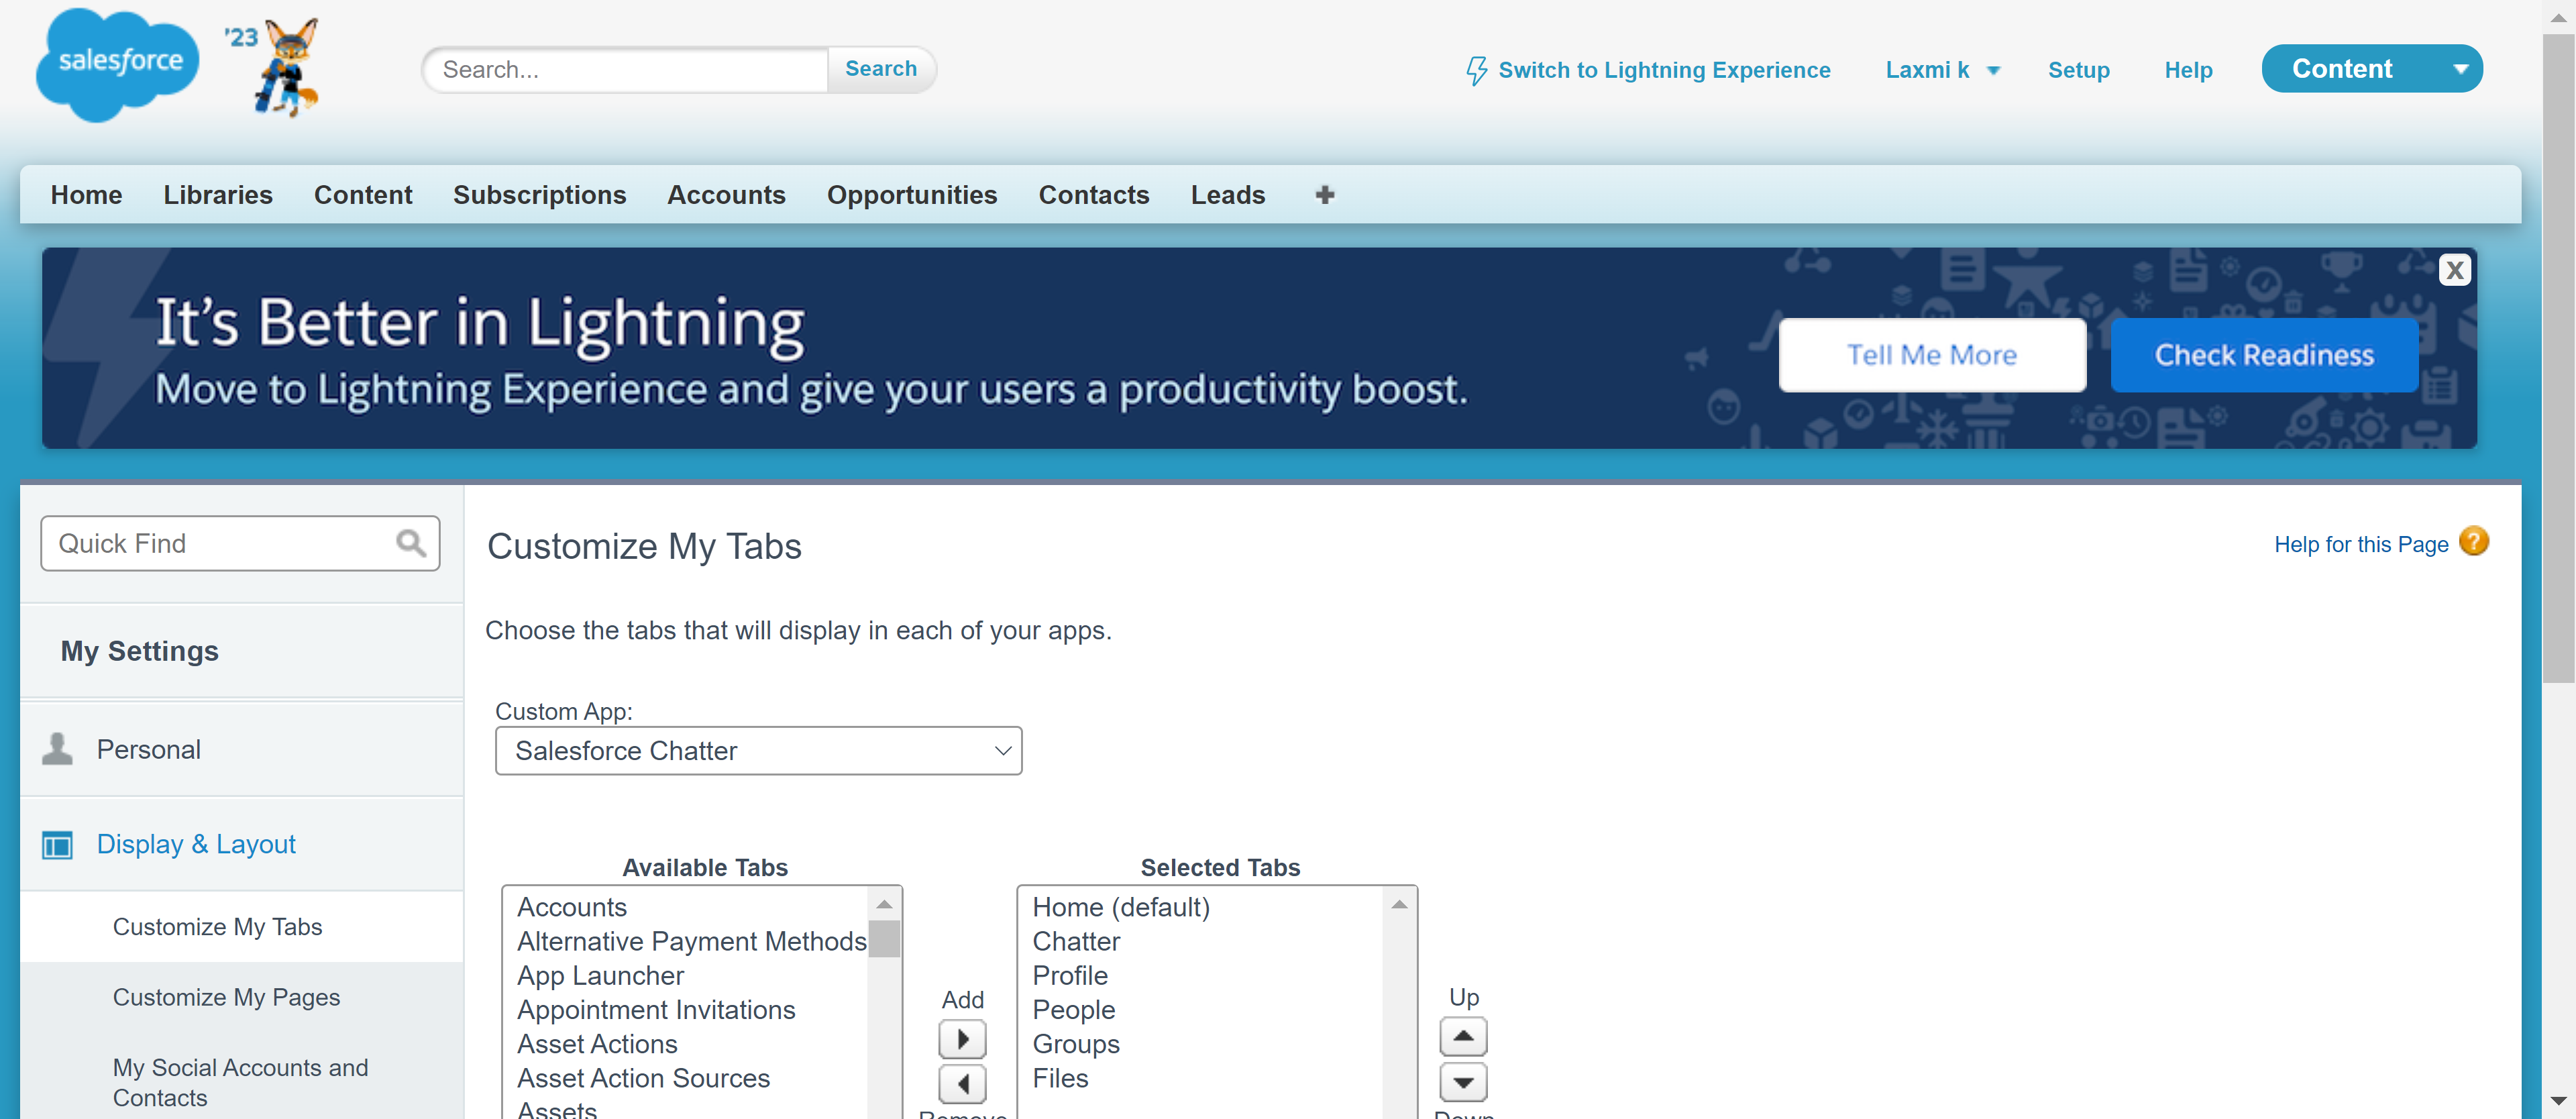 salesforce
'23
Search...
Search
Switch to Lightning Experience
Laxmi k
Setup
Help
Content
Home
Libraries
Content
Subscriptions
Accounts
Opportunities
Contacts
Leads
It's Better in Lightning
Move to Lightning Experience and give your users a productivity boost.
Tell Me More
Check Readiness
X
Quick Find
My Settings
Personal
Display & Layout
Customize My Tabs
Customize My Pages
My Social Accounts and
Contacts
Customize My Tabs
Help for this Page
?
Choose the tabs that will display in each of your apps.
Custom App:
Salesforce Chatter
Available Tabs
Accounts
Alternative Payment Methods
App Launcher
Appointment Invitations
Asset Actions
Asset Action Sources
Assets
Add
Remove
Selected Tabs
Home (default)
Chatter
Profile
People
Groups
Files
Up
Down